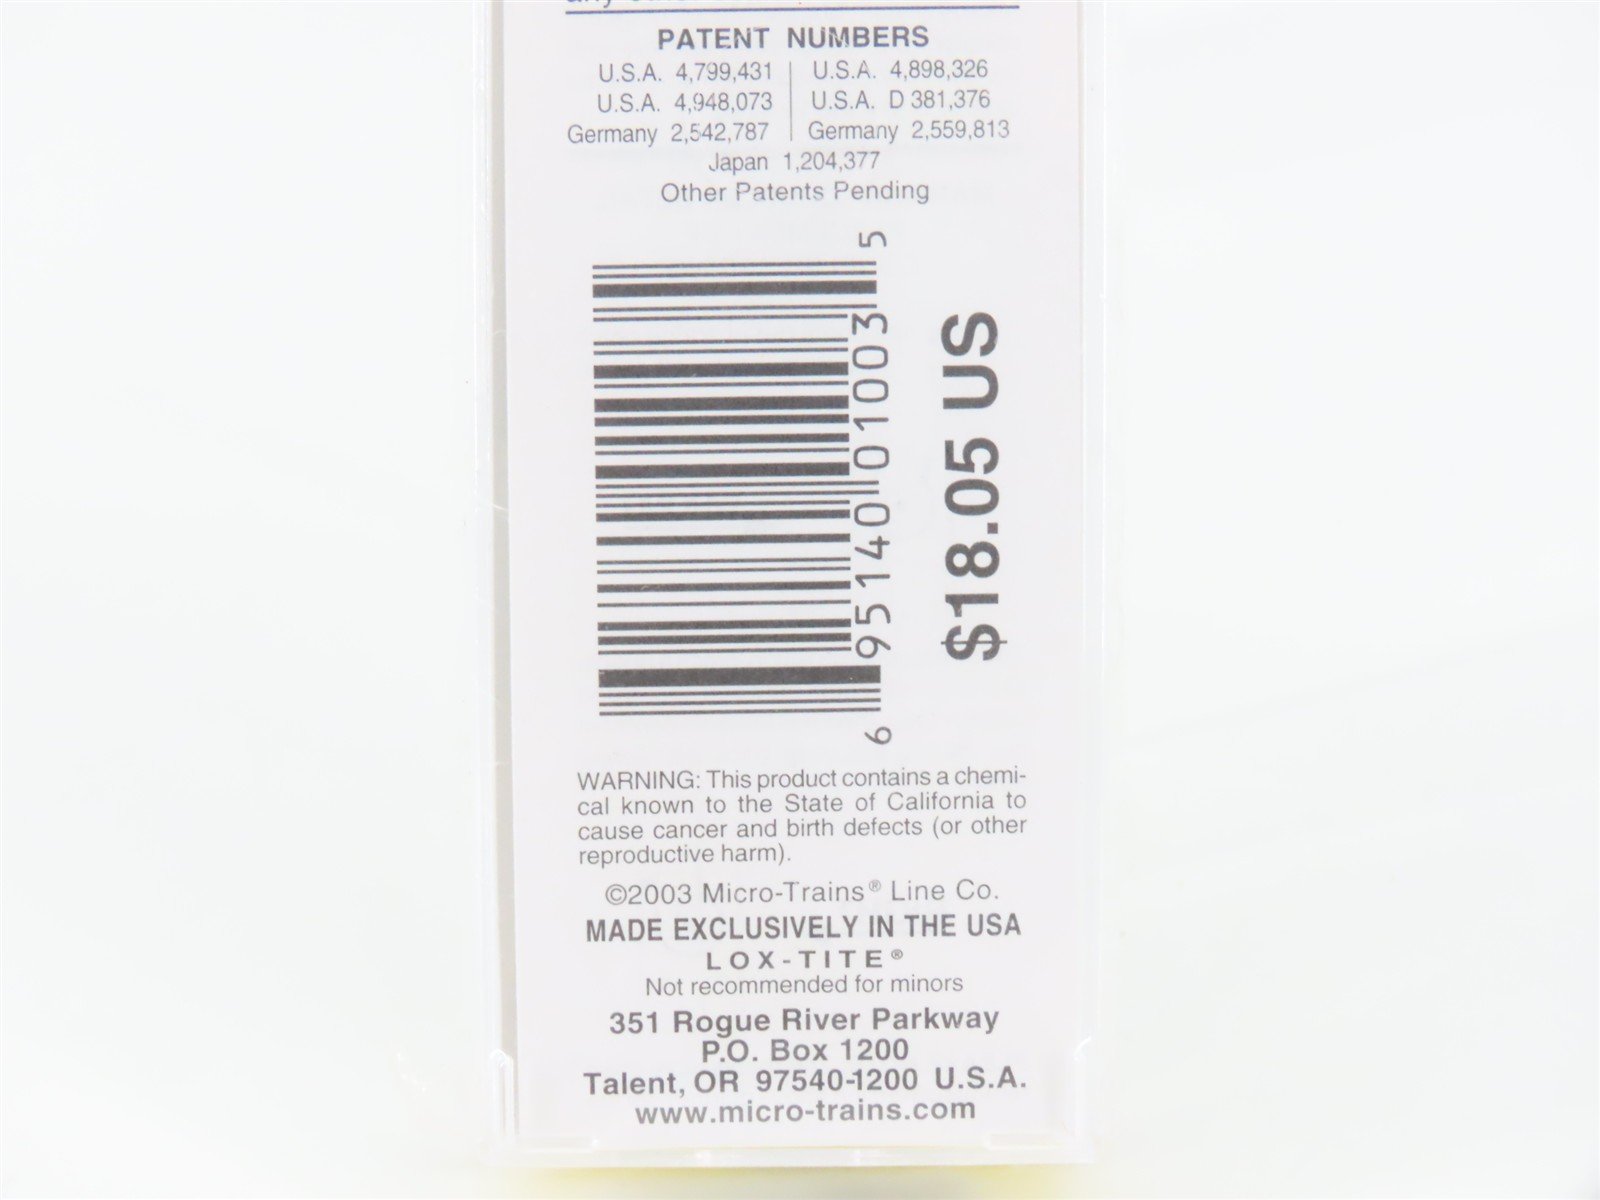 PATENT NUMBERS
U.S.A. 4,799,431 U.S.A. 4,898,326
U.S.A. 4,948,073 U.S.A. D 381,376
Germany 2,542,787 Germany 2,559,813
Japan 1,204,377
Other Patents Pending
6 95140 01003 5
$18.05 US
WARNING: This product contains a chemi-
cal known to the State of California to
cause cancer and birth defects (or other
reproductive harm).
©2003 Micro-Trains® Line Co.
MADE EXCLUSIVELY IN THE USA
LOX-TITE®
Not recommended for minors
351 Rogue River Parkway
P.O. Box 1200
Talent, OR 97540-1200 U.S.A.
www.micro-trains.com